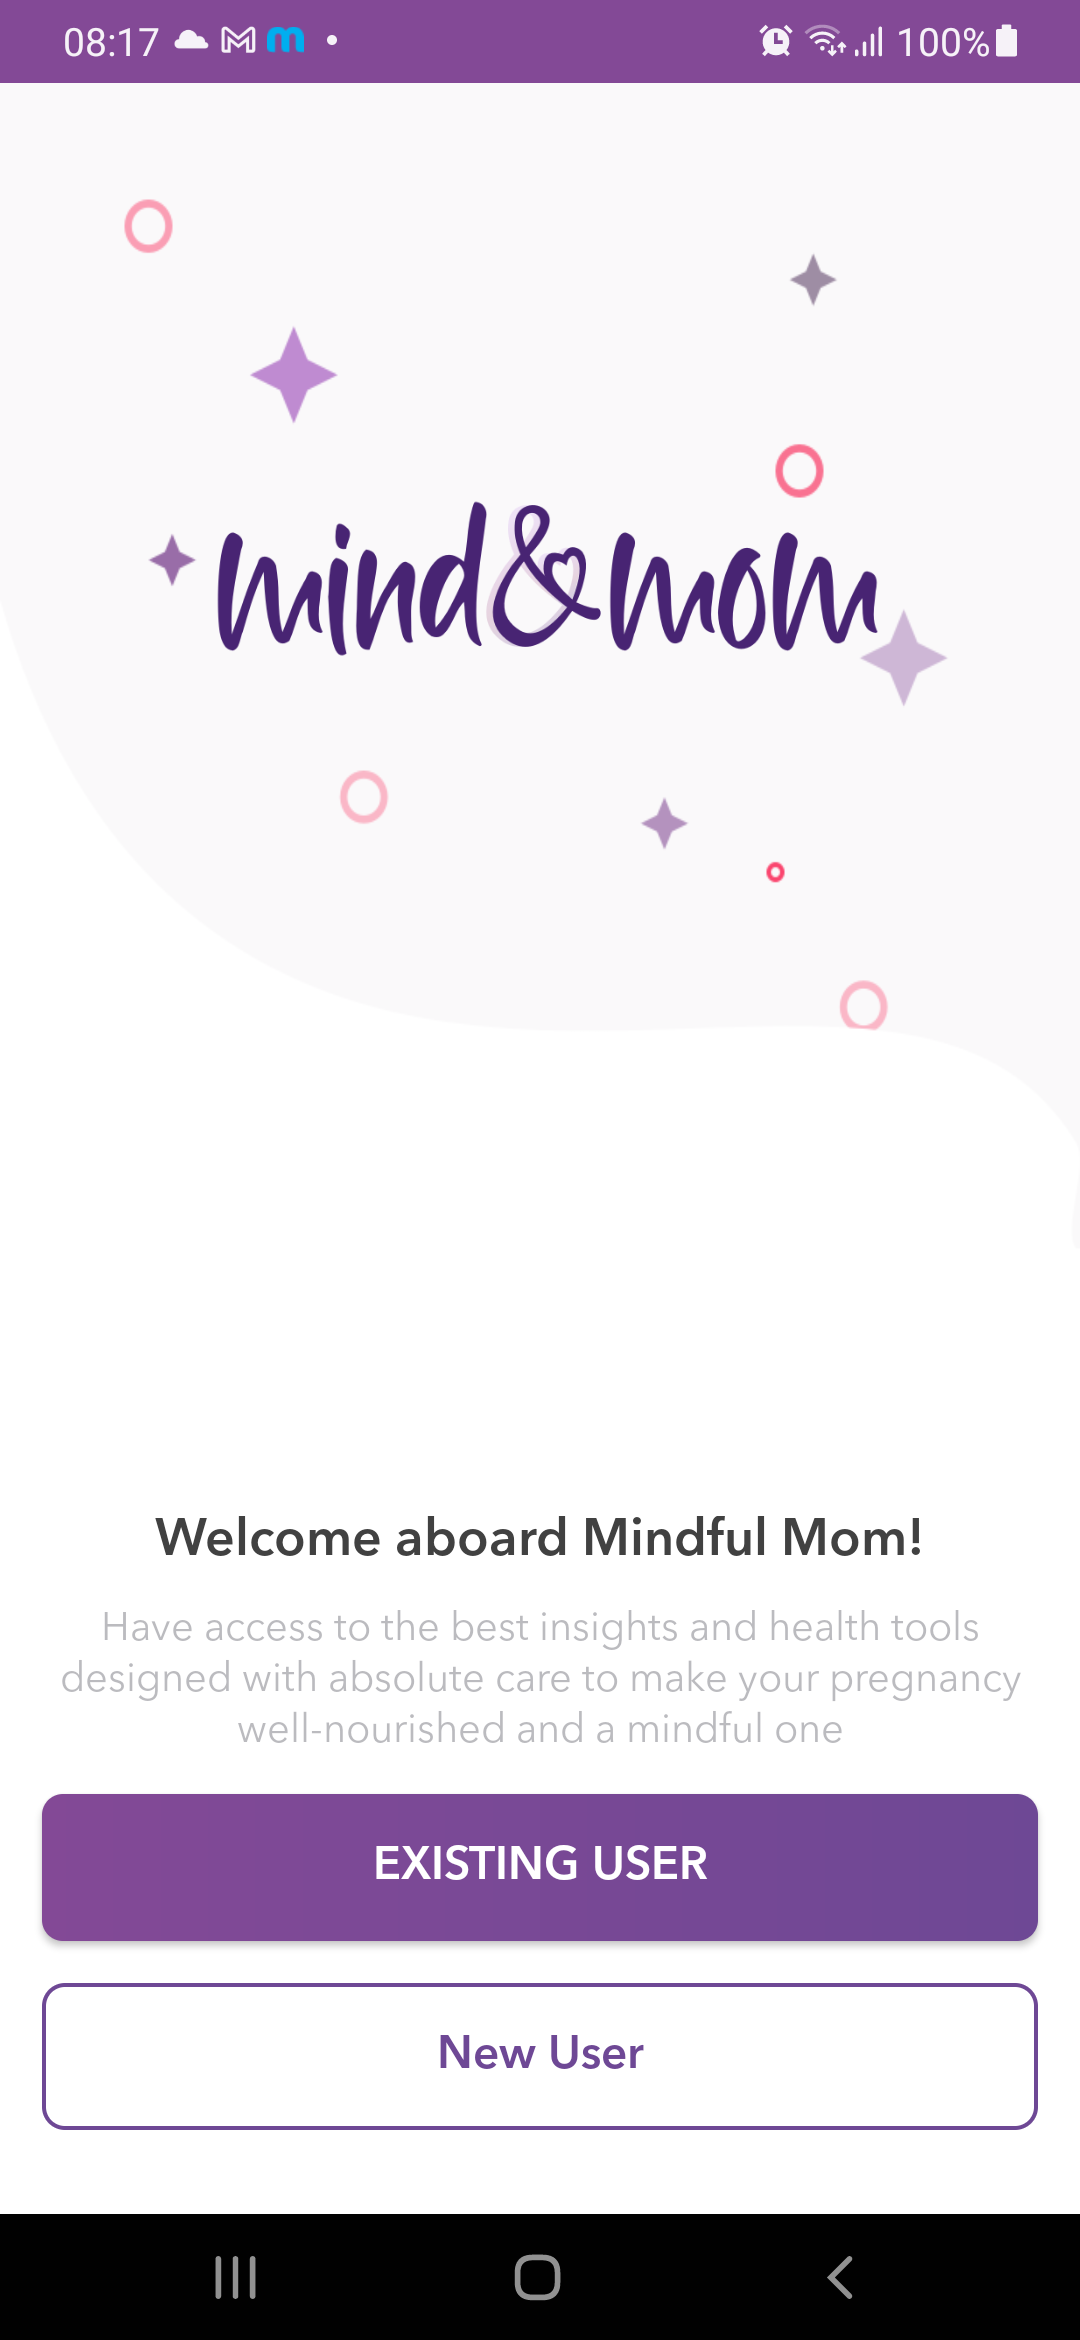 08:17
100%
mind&mom
Welcome aboard Mindful Mom!
Have access to the best insights and health tools
designed with absolute care to make your pregnancy
well-nourished and a mindful one
EXISTING USER
New User